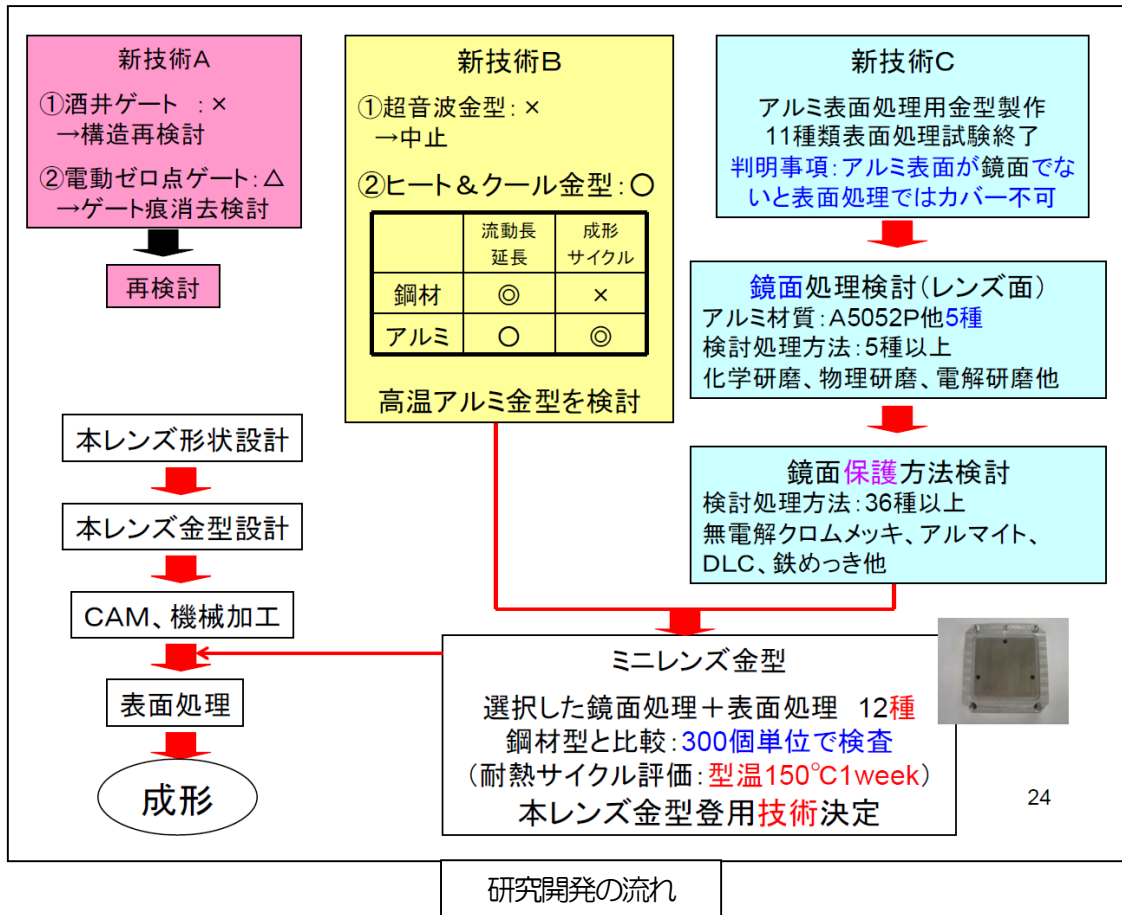 新技術A
①酒井ゲート ：×
→構造再検討
②電動ゼロ点ゲート：△
→ゲート痕消去検討
再検討
新技術B
①超音波金型：×
→中止
②ヒート＆クール金型：○
流動長
延長
成形
サイクル
鋼材 ◎ ×
アルミ ○ ◎
高温アルミ金型を検討
新技術C
アルミ表面処理用金型製作
11種類表面処理試験終了
判明事項：アルミ表面が鏡面でな
いと表面処理ではカバー不可
鏡面処理検討（レンズ面）
アルミ材質：A5052P他5種
検討処理方法：5種以上
化学研磨、物理研磨、電解研磨他
鏡面保護方法検討
検討処理方法：36種以上
無電解クロムメッキ、アルマイト、
DLC、鉄めっき他
本レンズ形状設計
本レンズ金型設計
CAM、機械加工
表面処理
成形
ミニレンズ金型
選択した鏡面処理＋表面処理 12種
鋼材型と比較：300個単位で検査
（耐熱サイクル評価：型温150℃1week）
本レンズ金型登用技術決定
24
研究開発の流れ